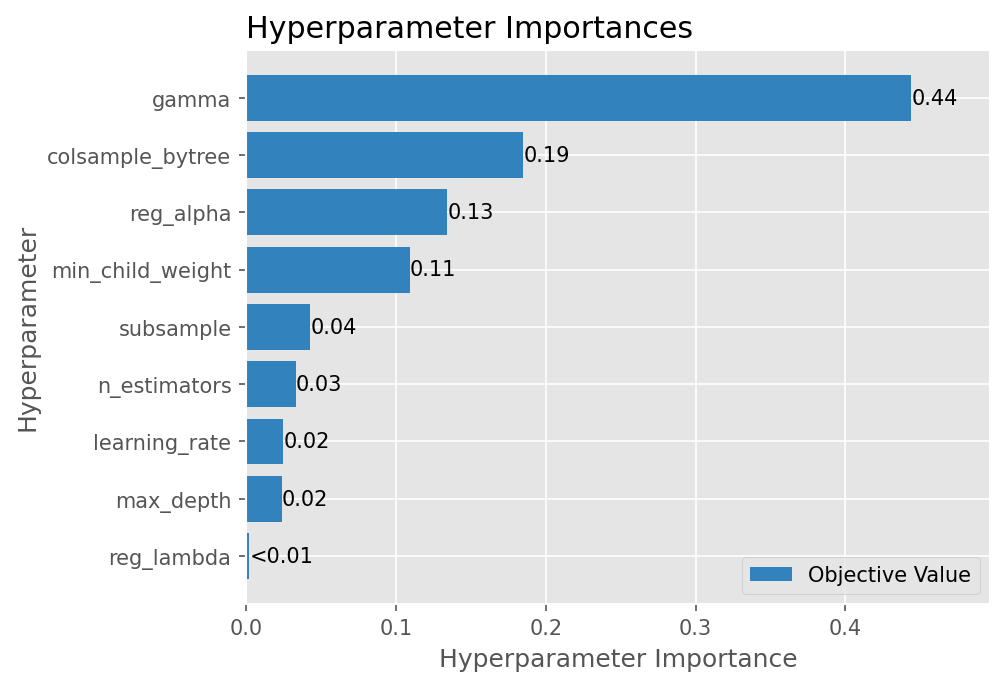 Hyperparameter Importances
Hyperparameter
gamma 0.44
colsample_bytree 0.19
reg_alpha 0.13
min_child_weight 0.11
subsample 0.04
n_estimators 0.03
learning_rate 0.02
max_depth 0.02
reg_lambda <0.01
Objective Value
0.0 0.1 0.2 0.3 0.4
Hyperparameter Importance